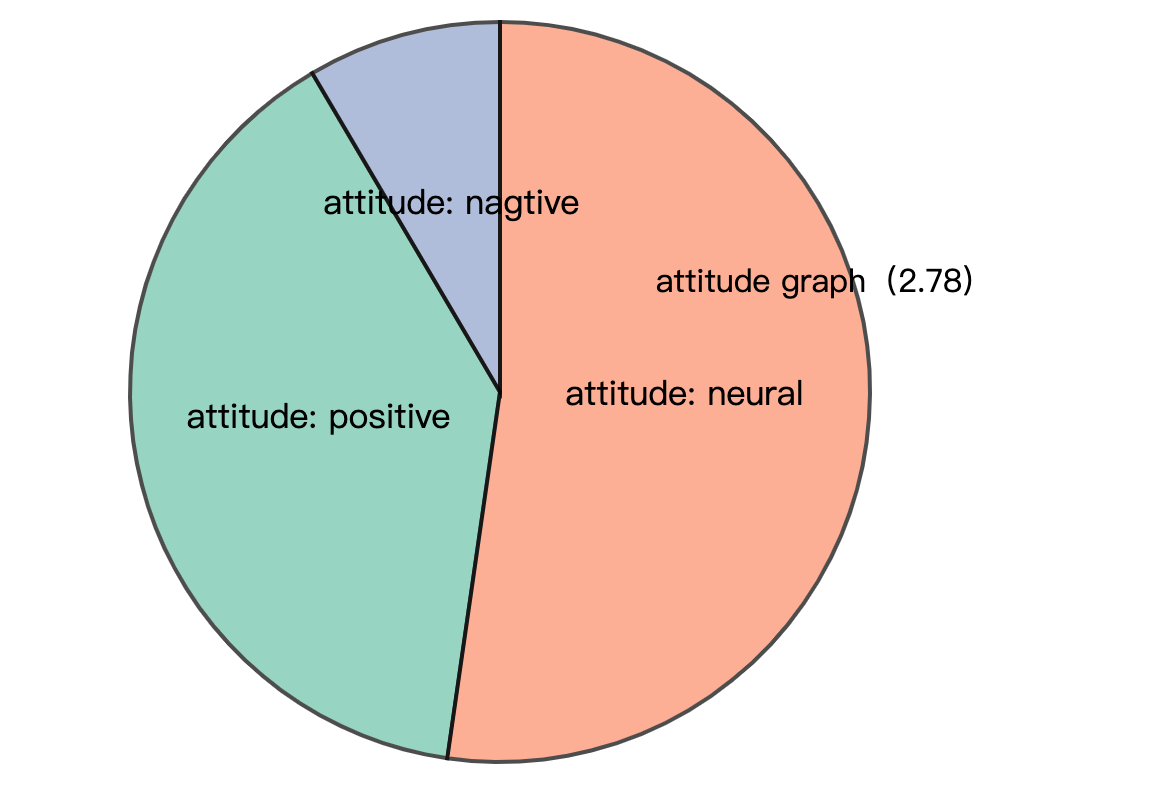 attitude: nagtive
attitude graph (2.78)
attitude: neural
attitude: positive